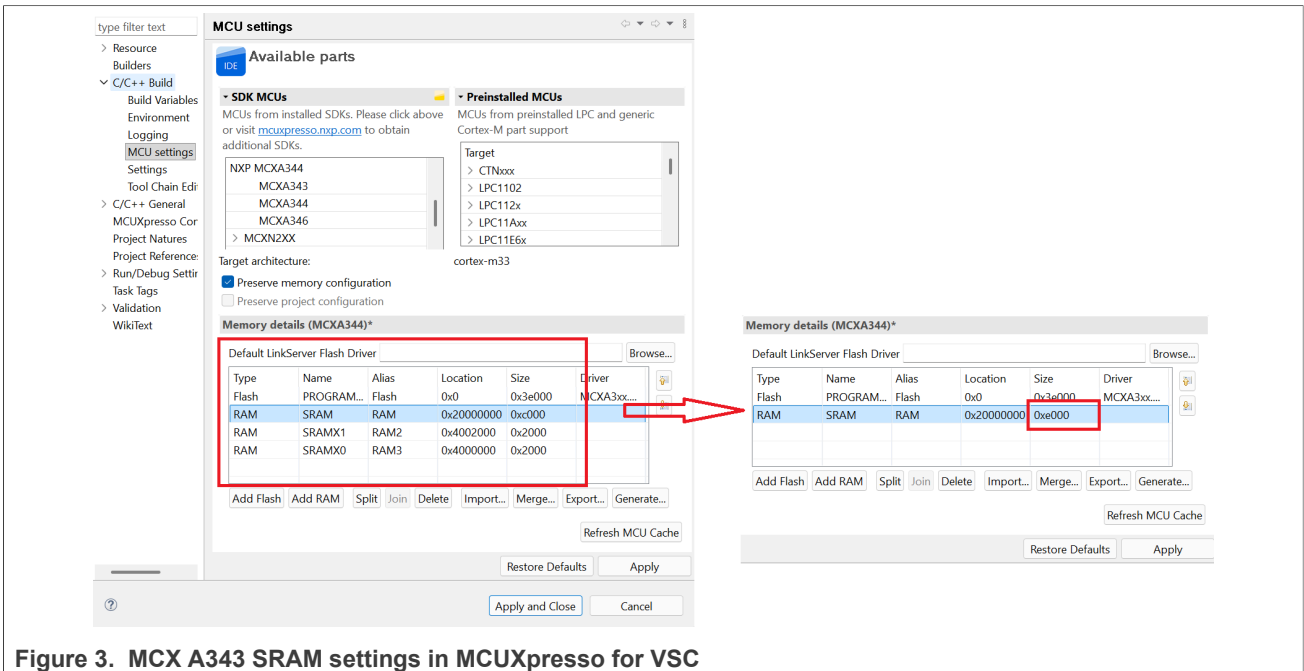 type filter text
> Resource
Builders
C/C++ Build
Build Variables
Environment
Logging
MCU settings
Settings
Tool Chain Edi
> C/C++ General
MCUXpresso Cor
Project Natures
Project Reference:
> Run/Debug Settir
Task Tags
> Validation
WikiText
MCU settings
IDE
Available parts
SDK MCUs
MCUs from installed SDKs. Please click above
or visit mcuxpresso.nxp.com to obtain
additional SDKs.
NXP MCXA344
MCXA343
MCXA344
MCXA346
> MCXN2XX
Preinstalled MCUs
MCUs from preinstalled LPC and generic
Cortex-M part support
Target
> CTNxxx
> LPC1102
> LPC112x
> LPC11Axx
> LPC11E6x
Target architecture: cortex-m33
Preserve memory configuration
Preserve project configuration
Memory details (MCXA344)*
Default LinkServer Flash Driver Browse...
Type Name Alias Location Size Driver
Flash PROGRAM... Flash 0x0 0x3e000 MCXA3xx....
RAM SRAM RAM 0x20000000 0xc000
RAM SRAMX1 RAM2 0x4002000 0x2000
RAM SRAMX0 RAM3 0x4000000 0x2000
Add Flash Add RAM Split Join Delete Import... Merge... Export... Generate...
Refresh MCU Cache
Restore Defaults Apply
? Apply and Close Cancel
Memory details (MCXA344)*
Default LinkServer Flash Driver Browse...
Type Name Alias Location Size Driver
Flash PROGRAM... Flash 0x0 0x3e000 MCXA3xx....
RAM SRAM RAM 0x20000000 0xe000
Add Flash Add RAM Split Join Delete Import... Merge... Export... Generate...
Refresh MCU Cache
Restore Defaults Apply
Figure 3. MCX A343 SRAM settings in MCUXpresso for VSC